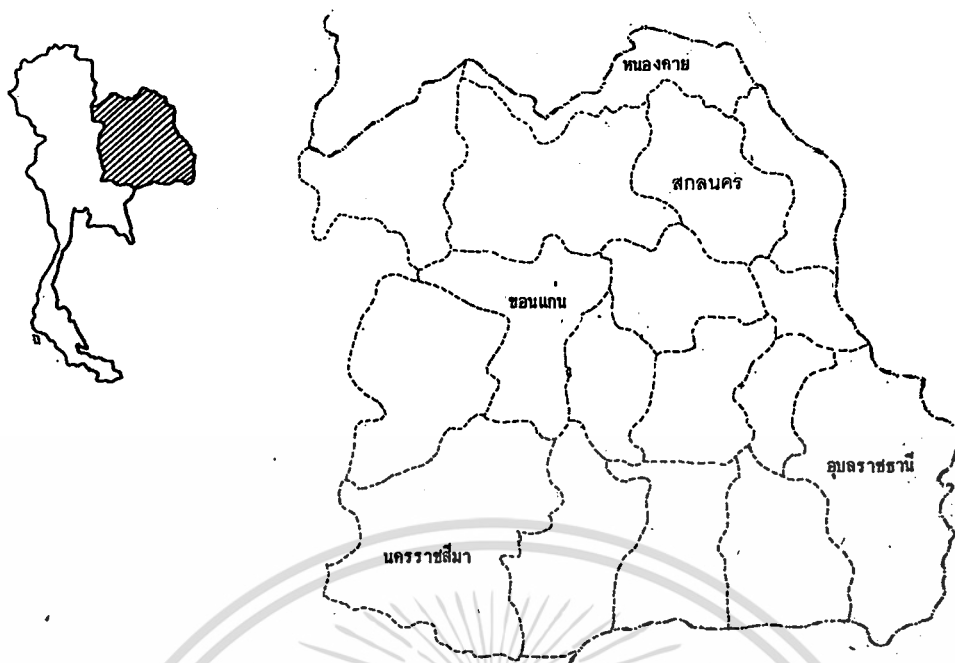 หนองคาย
สกลนคร
ขอนแก่น
อุบลราชธานี
นครราชสีมา